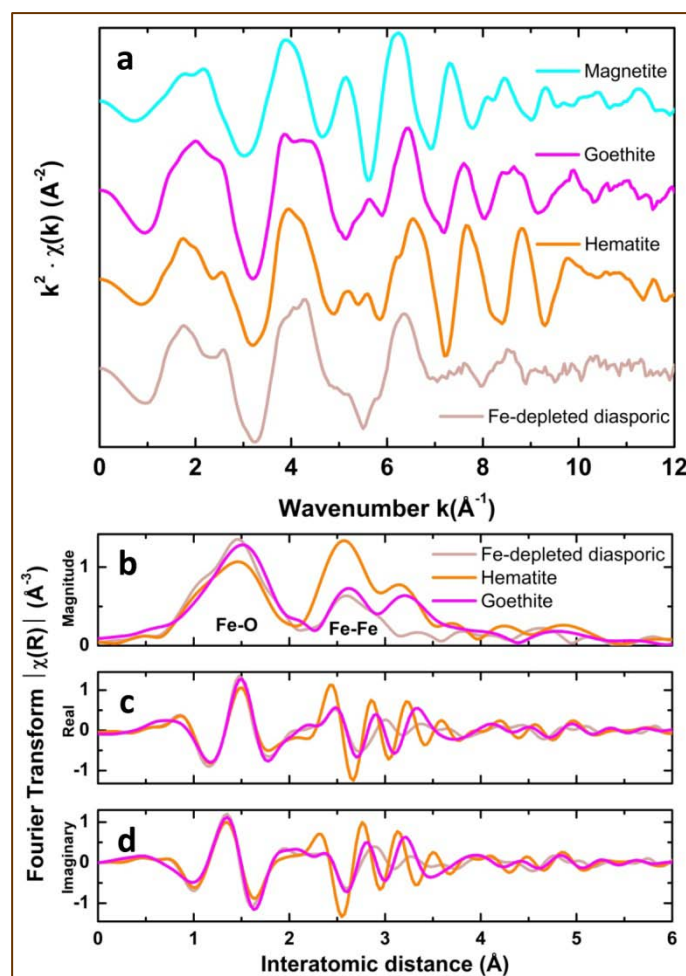 a
Magnetite
Goethite
Hematite
Fe-depleted diasporic
k² · χ(k) (A⁻²)
0 2 4 6 8 10 12
Wavenumber k(Å⁻¹)
Fourier Transform |χ(R)| (Å⁻³)
b
Magnitude
1
0
Fe-depleted diasporic
Hematite
Goethite
Fe-O
Fe-Fe
c
Real
1
0
-1
d
Imaginary
1
0
-1
0 1 2 3 4 5 6
Interatomic distance (Å)